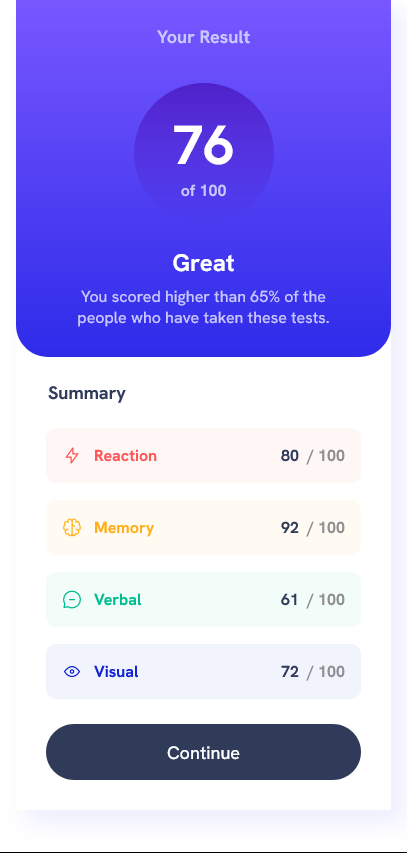 Your Result
76
of 100
Great
You scored higher than 65% of the
people who have taken these tests.
Summary
Reaction 80 / 100
Memory 92 / 100
Verbal 61 / 100
Visual 72 / 100
Continue